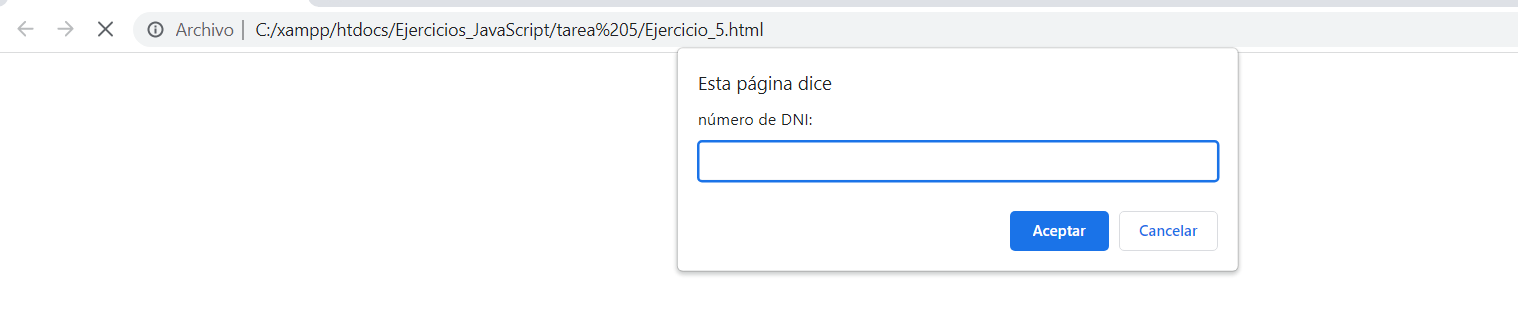 Archivo | C:/xampp/htdocs/Ejercicios_JavaScript/tarea%205/Ejercicio_5.html
Esta página dice
número de DNI:
Aceptar Cancelar